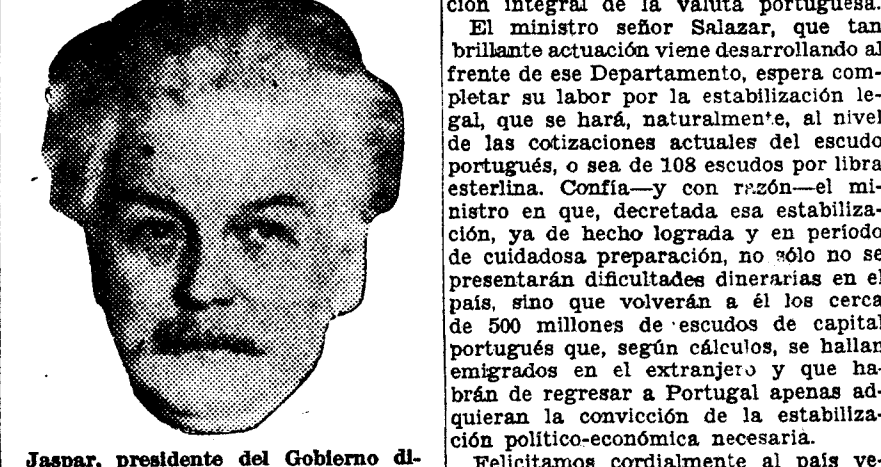 Jaspar, presidente del Gobierno di-
ción integral de la valuta portuguesa.
El ministro señor Salazar, que tan
brillante actuación viene desarrollando al
frente de ese Departamento, espera com-
pletar su labor por la estabilización le-
gal, que se hará, naturalmente, al nivel
de las cotizaciones actuales del escudo
portugués, o sea de 108 escudos por libra
esterlina. Confía—y con razón—el mi-
nistro en que, decretada esa estabiliza-
ción, ya de hecho lograda y en período
de cuidadosa preparación, no sólo no se
presentarán dificultades dinerarias en el
país, sino que volverán a él los cerca
de 500 millones de escudos de capital
portugués que, según cálculos, se hallan
emigrados en el extranjero y que ha-
brán de regresar a Portugal apenas ad-
quieran la convicción de la estabiliza-
ción político-económica necesaria.
Felicitamos cordialmente al país ve-